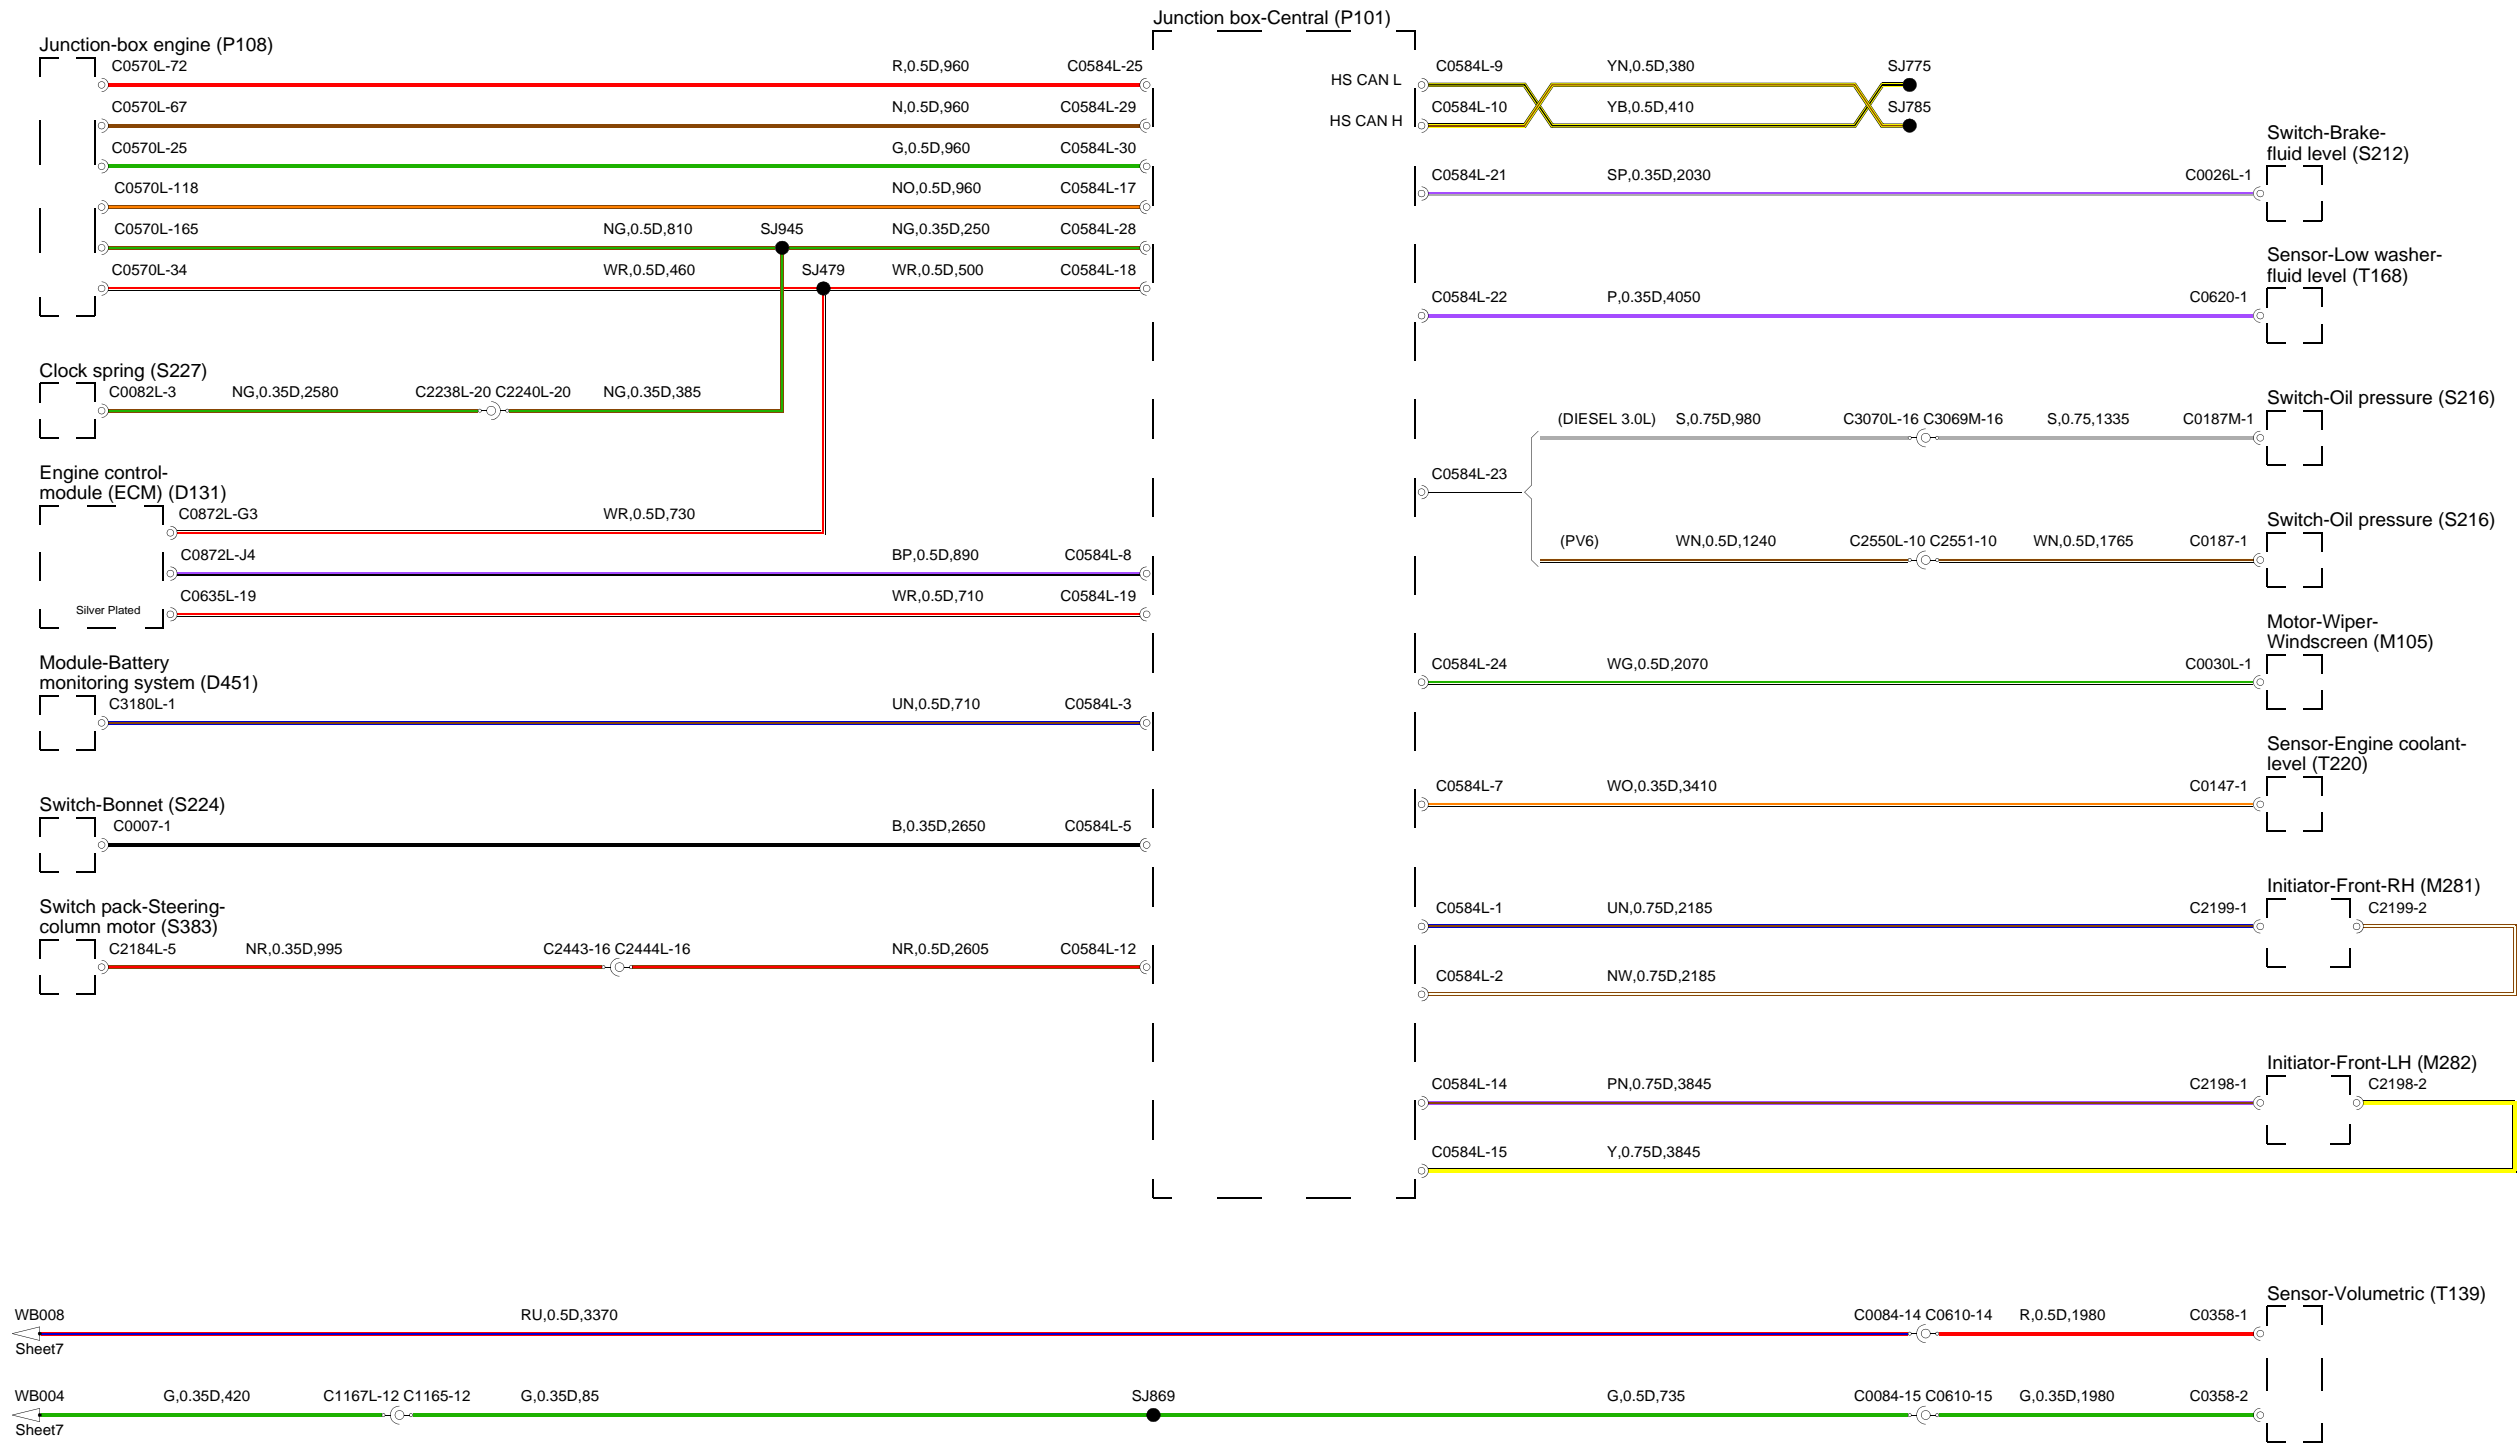 Junction box-Central (P101)
Junction-box engine (P108)
C0570L-72 R,0.5D,960 C0584L-25
C0570L-67 N,0.5D,960 C0584L-29
C0570L-25 G,0.5D,960 C0584L-30
C0570L-118 NO,0.5D,960 C0584L-17
C0570L-165 NG,0.5D,810 SJ945 NG,0.35D,250 C0584L-28
C0570L-34 WR,0.5D,460 SJ479 WR,0.5D,500 C0584L-18
Clock spring (S227)
C0082L-3 NG,0.35D,2580 C2238L-20 C2240L-20 NG,0.35D,385
Engine control-
module (ECM) (D131)
C0872L-G3 WR,0.5D,730
C0872L-J4 BP,0.5D,890 C0584L-8
C0635L-19 WR,0.5D,710 C0584L-19
Silver Plated
Module-Battery
monitoring system (D451)
C3180L-1 UN,0.5D,710 C0584L-3
Switch-Bonnet (S224)
C0007-1 B,0.35D,2650 C0584L-5
Switch pack-Steering-
column motor (S383)
C2184L-5 NR,0.35D,995 C2443-16 C2444L-16 NR,0.5D,2605 C0584L-12
HS CAN L C0584L-9 YN,0.5D,380 SJ775
HS CAN H C0584L-10 YB,0.5D,410 SJ785
Switch-Brake-
fluid level (S212)
C0584L-21 SP,0.35D,2030 C0026L-1
Sensor-Low washer-
fluid level (T168)
C0584L-22 P,0.35D,4050 C0620-1
Switch-Oil pressure (S216)
(DIESEL 3.0L) S,0.75D,980 C3070L-16 C3069M-16 S,0.75,1335 C0187M-1
C0584L-23
Switch-Oil pressure (S216)
(PV6) WN,0.5D,1240 C2550L-10 C2551-10 WN,0.5D,1765 C0187-1
Motor-Wiper-
Windscreen (M105)
C0584L-24 WG,0.5D,2070 C0030L-1
Sensor-Engine coolant-
level (T220)
C0584L-7 WO,0.35D,3410 C0147-1
Initiator-Front-RH (M281)
C0584L-1 UN,0.75D,2185 C2199-1 C2199-2
C0584L-2 NW,0.75D,2185
Initiator-Front-LH (M282)
C0584L-14 PN,0.75D,3845 C2198-1 C2198-2
C0584L-15 Y,0.75D,3845
Sensor-Volumetric (T139)
WB008 RU,0.5D,3370 C0084-14 C0610-14 R,0.5D,1980 C0358-1
Sheet7
WB004 G,0.35D,420 C1167L-12 C1165-12 G,0.35D,85 SJ869 G,0.5D,735 C0084-15 C0610-15 G,0.35D,1980 C0358-2
Sheet7